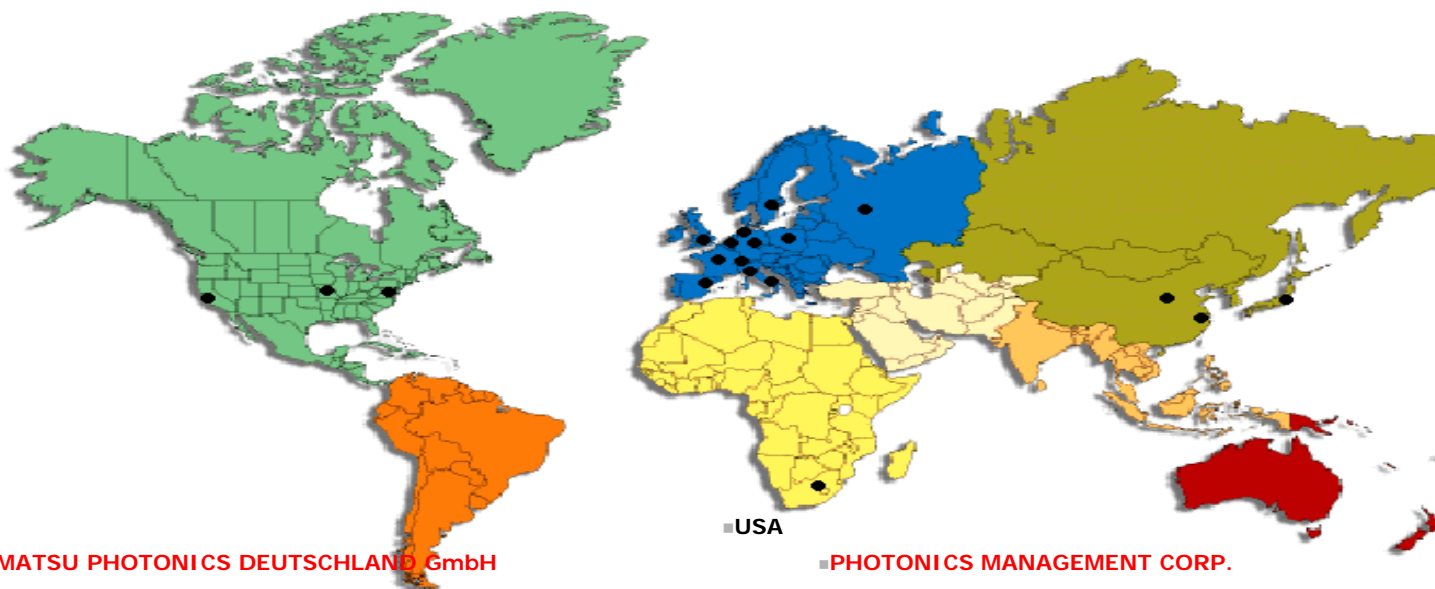 ■USA
MATSU PHOTONICS DEUTSCHLAND GmbH
■PHOTONICS MANAGEMENT CORP.